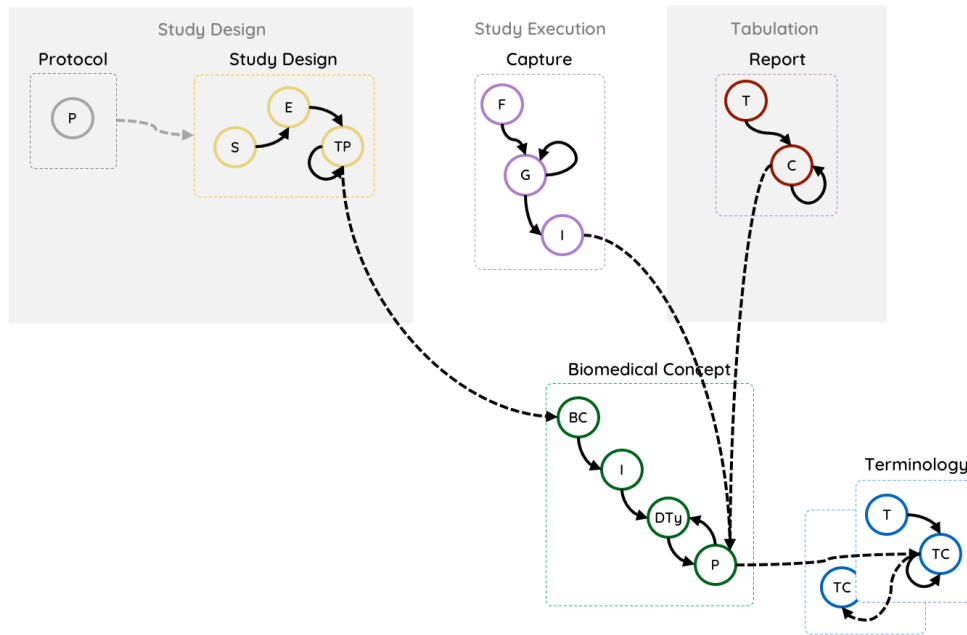 Study Design
Study Execution
Tabulation
Protocol
Study Design
Capture
Report
P
S
E
TP
F
G
I
T
C
Biomedical Concept
BC
I
DTy
P
Terminology
T
TC
TC